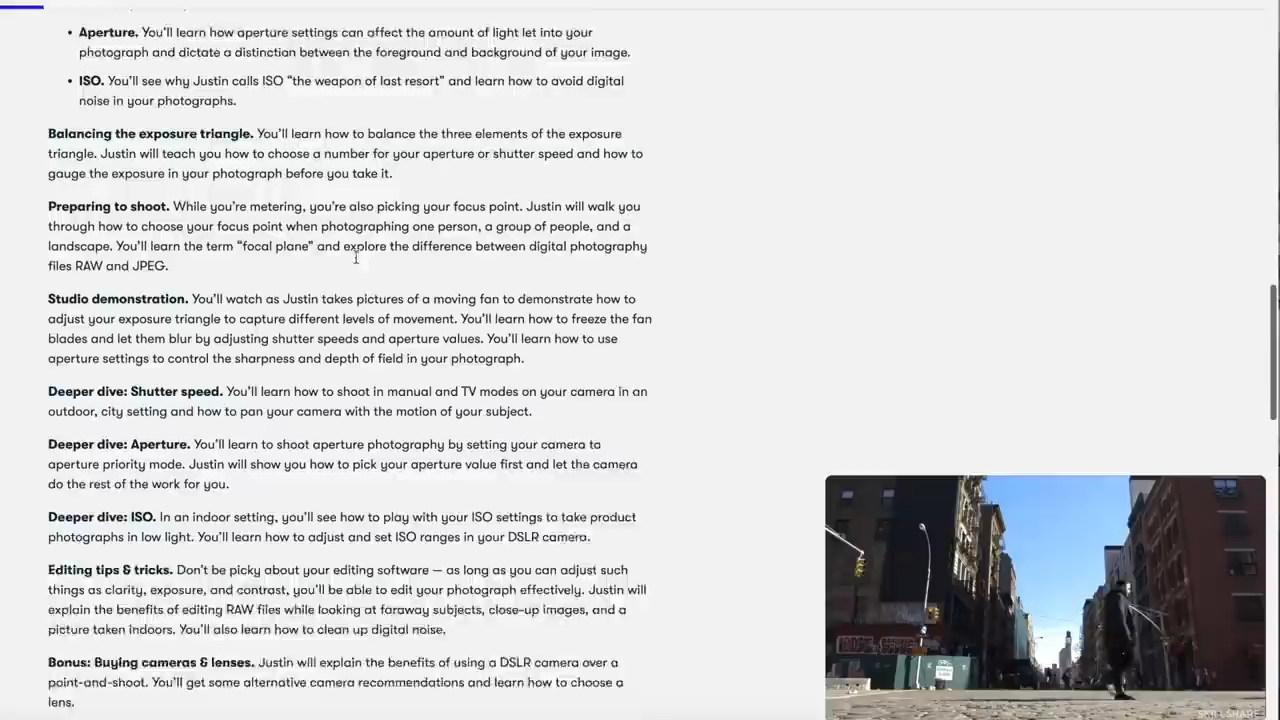 • Aperture. You'll learn how aperture settings can affect the amount of light let into your
photograph and dictate a distinction between the foreground and background of your image.
• ISO. You'll see why Justin calls ISO “the weapon of last resort” and learn how to avoid digital
noise in your photographs.
Balancing the exposure triangle. You'll learn how to balance the three elements of the exposure
triangle. Justin will teach you how to choose a number for your aperture or shutter speed and how to
gauge the exposure in your photograph before you take it.
Preparing to shoot. While you're metering, you're also picking your focus point. Justin will walk you
through how to choose your focus point when photographing one person, a group of people, and a
landscape. You'll learn the term “focal plane” and explore the difference between digital photography
files RAW and JPEG.
Studio demonstration. You'll watch as Justin takes pictures of a moving fan to demonstrate how to
adjust your exposure triangle to capture different levels of movement. You'll learn how to freeze the fan
blades and let them blur by adjusting shutter speeds and aperture values. You'll learn how to use
aperture settings to control the sharpness and depth of field in your photograph.
Deeper dive: Shutter speed. You'll learn how to shoot in manual and TV modes on your camera in an
outdoor, city setting and how to pan your camera with the motion of your subject.
Deeper dive: Aperture. You'll learn to shoot aperture photography by setting your camera to
aperture priority mode. Justin will show you how to pick your aperture value first and let the camera
do the rest of the work for you.
Deeper dive: ISO. In an indoor setting, you'll see how to play with your ISO settings to take product
photographs in low light. You'll learn how to adjust and set ISO ranges in your DSLR camera.
Editing tips & tricks. Don't be picky about your editing software — as long as you can adjust such
things as clarity, exposure, and contrast, you'll be able to edit your photograph effectively. Justin will
explain the benefits of editing RAW files while looking at faraway subjects, close-up images, and a
picture taken indoors. You'll also learn how to clean up digital noise.
Bonus: Buying cameras & lenses. Justin will explain the benefits of using a DSLR camera over a
point-and-shoot. You'll get some alternative camera recommendations and learn how to choose a
lens.
SKILLSHARE